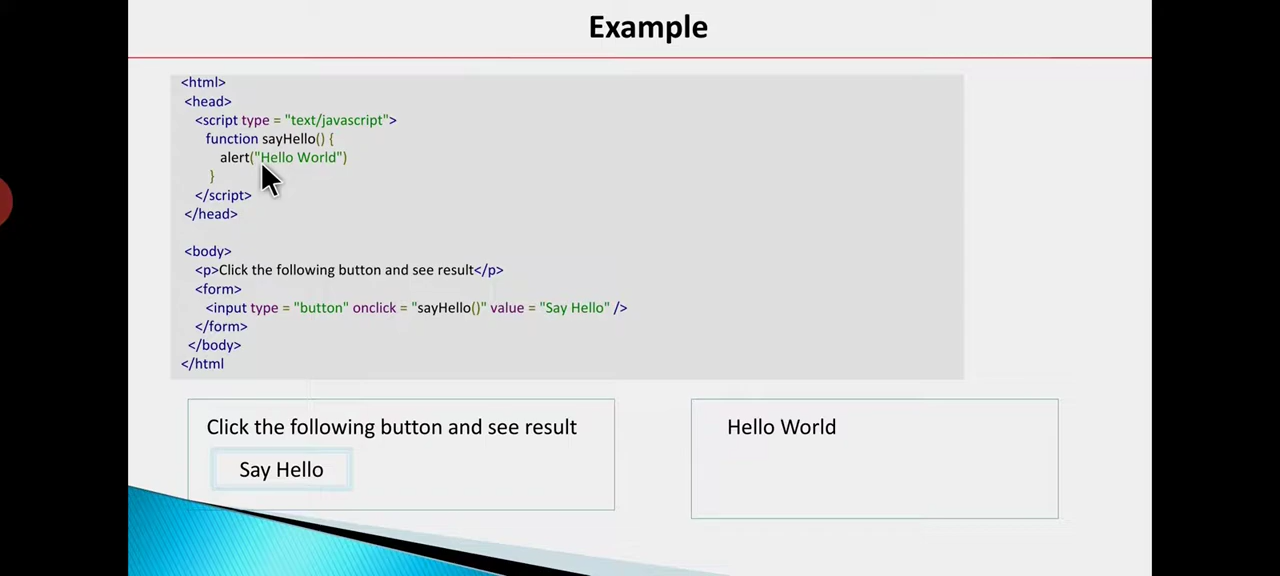 Example
<html>
<head>
<script type = "text/javascript">
function sayHello() {
alert("Hello World")
}
</script>
</head>
<body>
<p>Click the following button and see result</p>
<form>
<input type = "button" onclick = "sayHello()" value = "Say Hello" />
</form>
</body>
</html
Click the following button and see result
Say Hello
Hello World